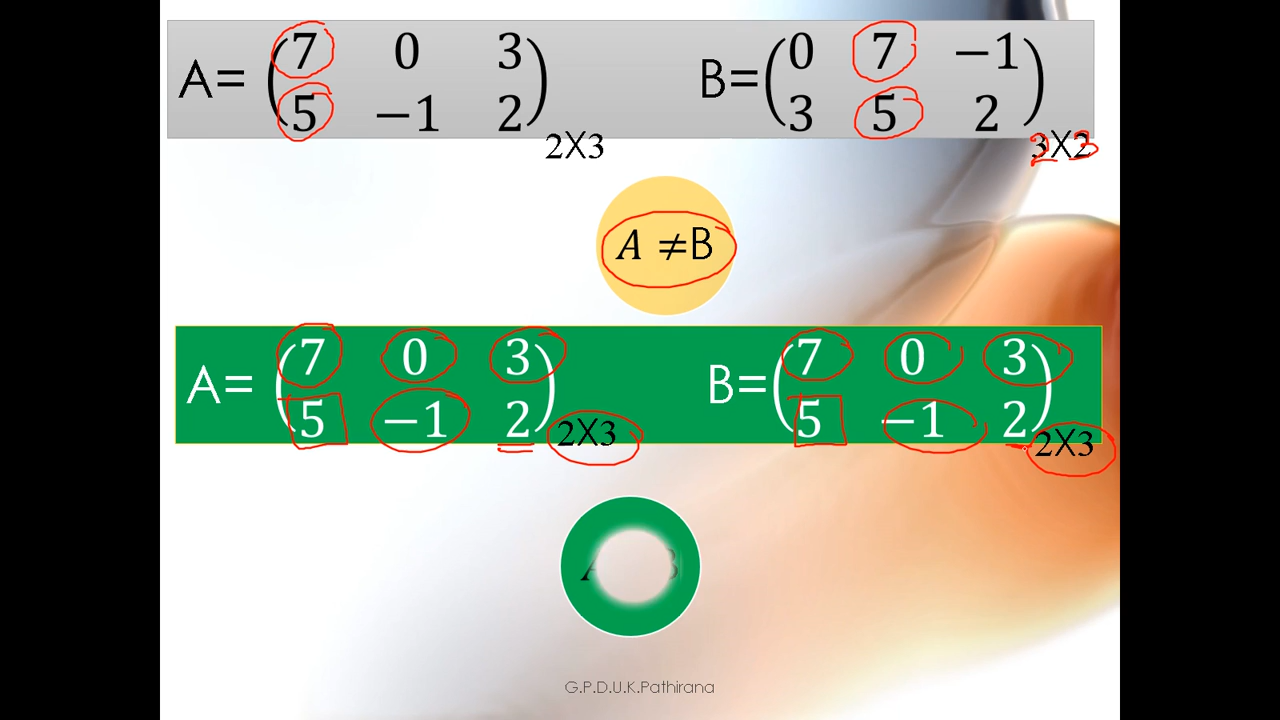 A= (7 0 3 B= (0 7 −1
5 −1 2) 2X3 3 5 2) 3X2
A ≠B
A= (7 0 3 B= (7 0 3
5 −1 2) 2X3 5 −1 2) 2X3
G.P.D.U.K.Pathirana